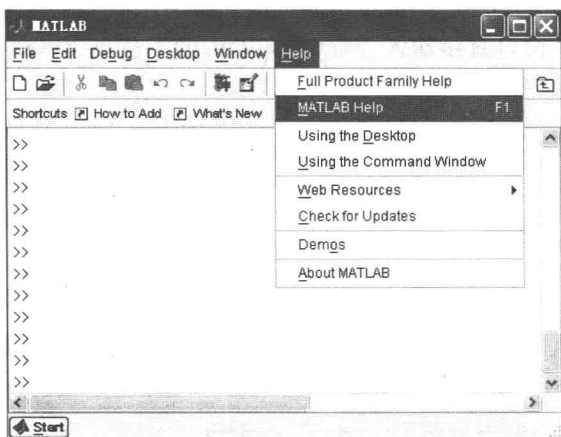 MATLAB
File Edit Debug Desktop Window Help
Full Product Family Help
Shortcuts How to Add What's New
MATLAB Help F1
>>
Using the Desktop
>>
Using the Command Window
>>
Web Resources
>>
Check for Updates
>>
Demos
>>
About MATLAB
>>
>>
>>
>>
>>
>>
Start